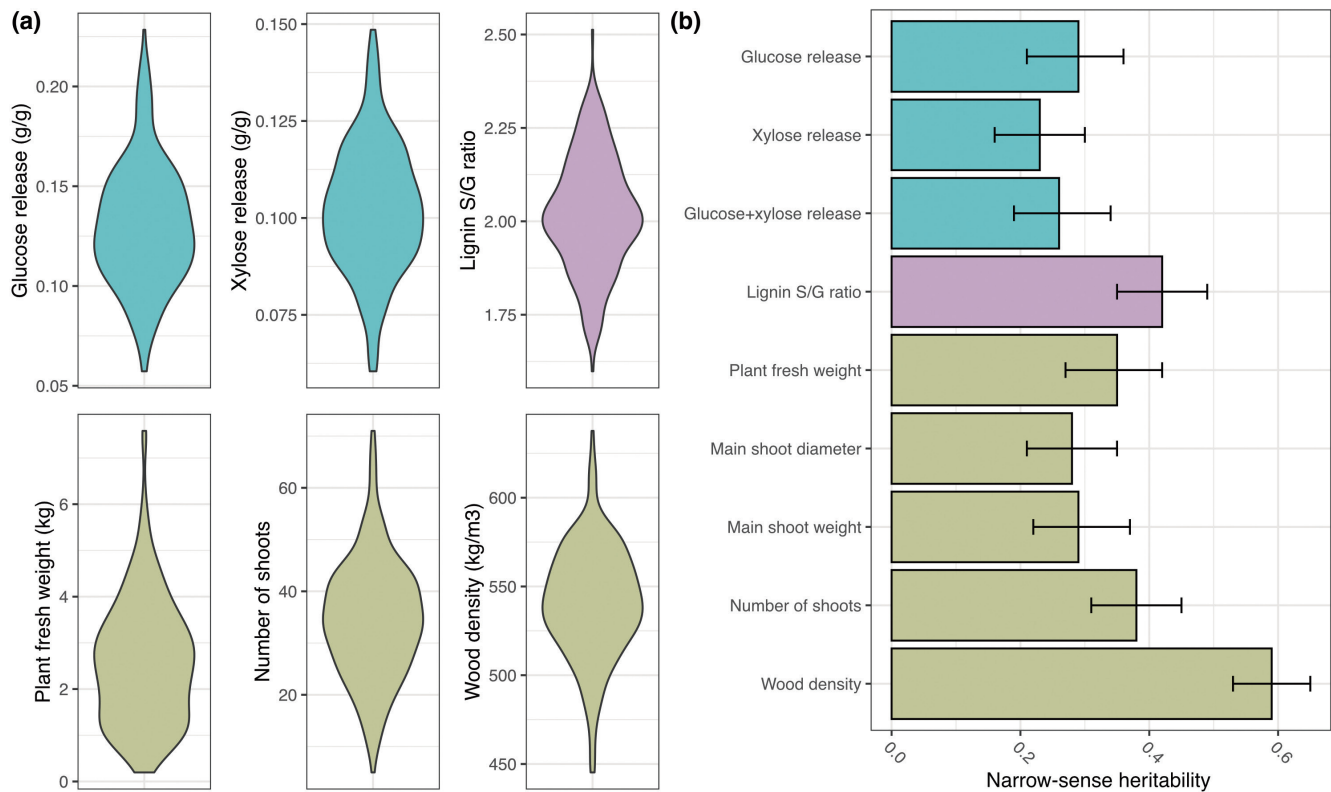 (a)
Glucose release (g/g)
0.20
0.15
0.10
0.05
Xylose release (g/g)
0.150
0.125
0.100
0.075
Lignin S/G ratio
2.50
2.25
2.00
1.75
Plant fresh weight (kg)
6
4
2
0
Number of shoots
60
40
20
Wood density (kg/m3)
600
550
500
450
(b)
Glucose release
Xylose release
Glucose+xylose release
Lignin S/G ratio
Plant fresh weight
Main shoot diameter
Main shoot weight
Number of shoots
Wood density
0.0
0.2
0.4
0.6
Narrow-sense heritability